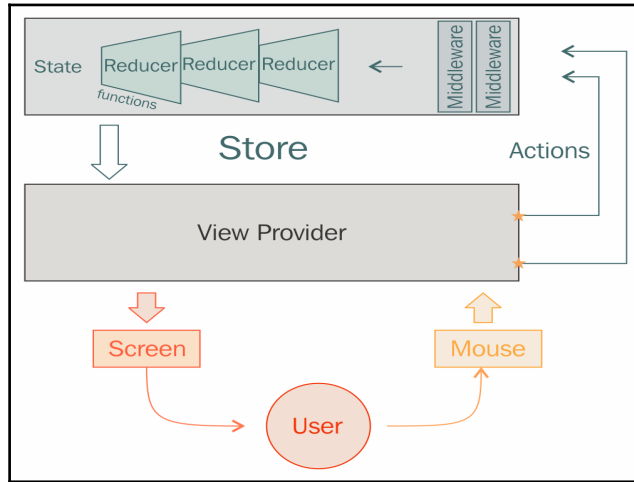 State
Reducer
Reducer
Reducer
functions
Middleware
Middleware
Store
Actions
View Provider
Screen
Mouse
User